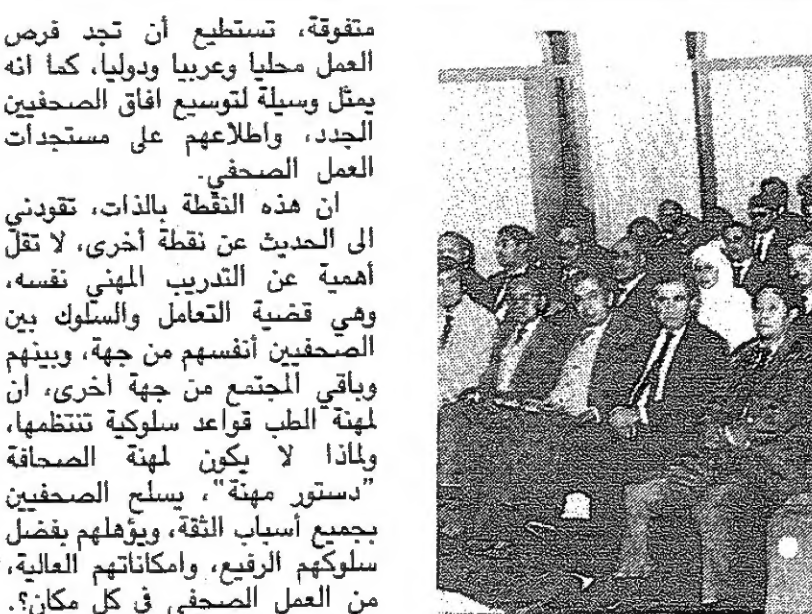 متفوقة، تستطيع أن تجد فرص
العمل محليا وعربيا ودوليا، كما انه
يمثل وسيلة لتوسيع افاق الصحفيين
الجدد، واطلاعهم على مستجدات
العمل الصحفي.
ان هذه النقطة بالذات، تقودني
الى الحديث عن نقطة أخرى، لا تقل
أهمية عن التدريب المهني نفسه،
وهي قضية التعامل والسلوك بين
الصحفيين أنفسهم من جهة، وبينهم
وباقي المجتمع من جهة اخرى، ان
لمهنة الطب قواعد سلوكية تنتظمها،
ولماذا لا يكون لمهنة الصحافة
"دستور مهنة"، يسلح الصحفيين
بجميع أسباب الثقة، ويؤهلهم بفضل
سلوكهم الرفيع، وامكاناتهم العالية،
من العمل الصحفي في كل مكان؟.